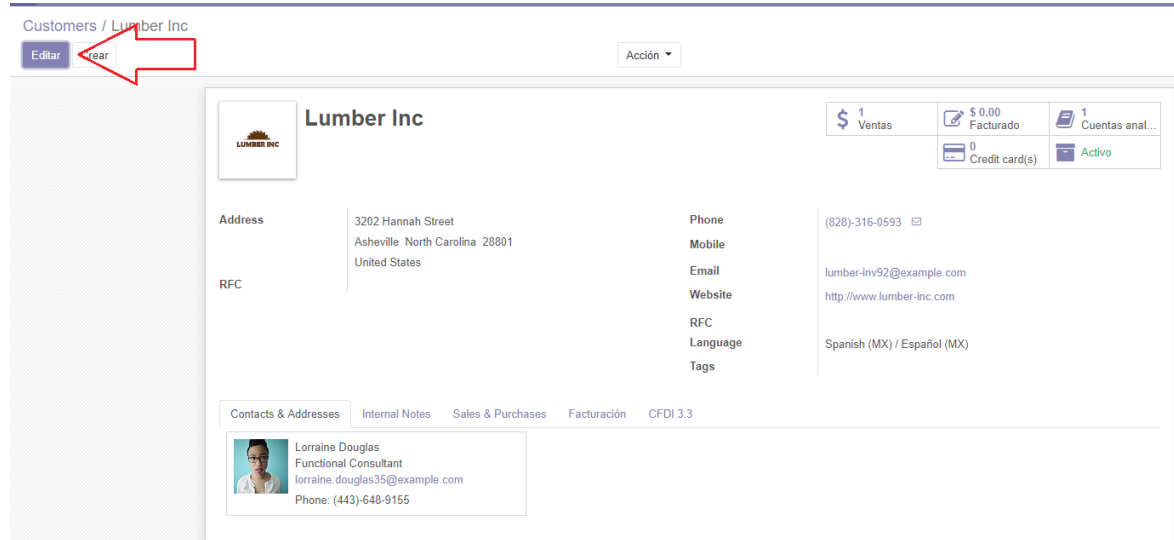 Customers / Lumber Inc
Editar Crear Acción
LUMBER INC
Lumber Inc
1
Ventas
$ 0.00
Facturado
1
Cuentas anal...
0
Credit card(s)
Activo
Address 3202 Hannah Street
Asheville North Carolina 28801
United States
RFC
Phone (828)-316-0593
Mobile
Email lumber-inv92@example.com
Website http://www.lumber-inc.com
RFC
Language Spanish (MX) / Español (MX)
Tags
Contacts & Addresses Internal Notes Sales & Purchases Facturación CFDI 3.3
Lorraine Douglas
Functional Consultant
lorraine.douglas35@example.com
Phone: (443)-648-9155